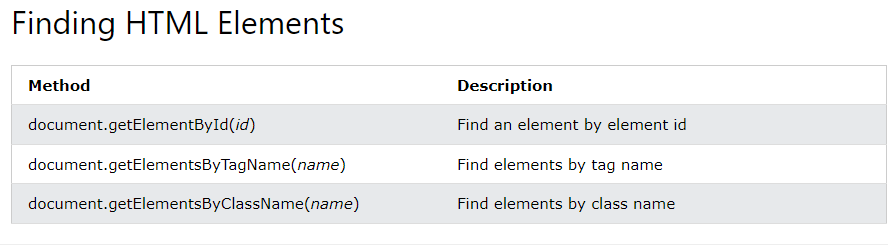 Finding HTML Elements
Method Description
document.getElementById(id) Find an element by element id
document.getElementsByTagName(name) Find elements by tag name
document.getElementsByClassName(name) Find elements by class name